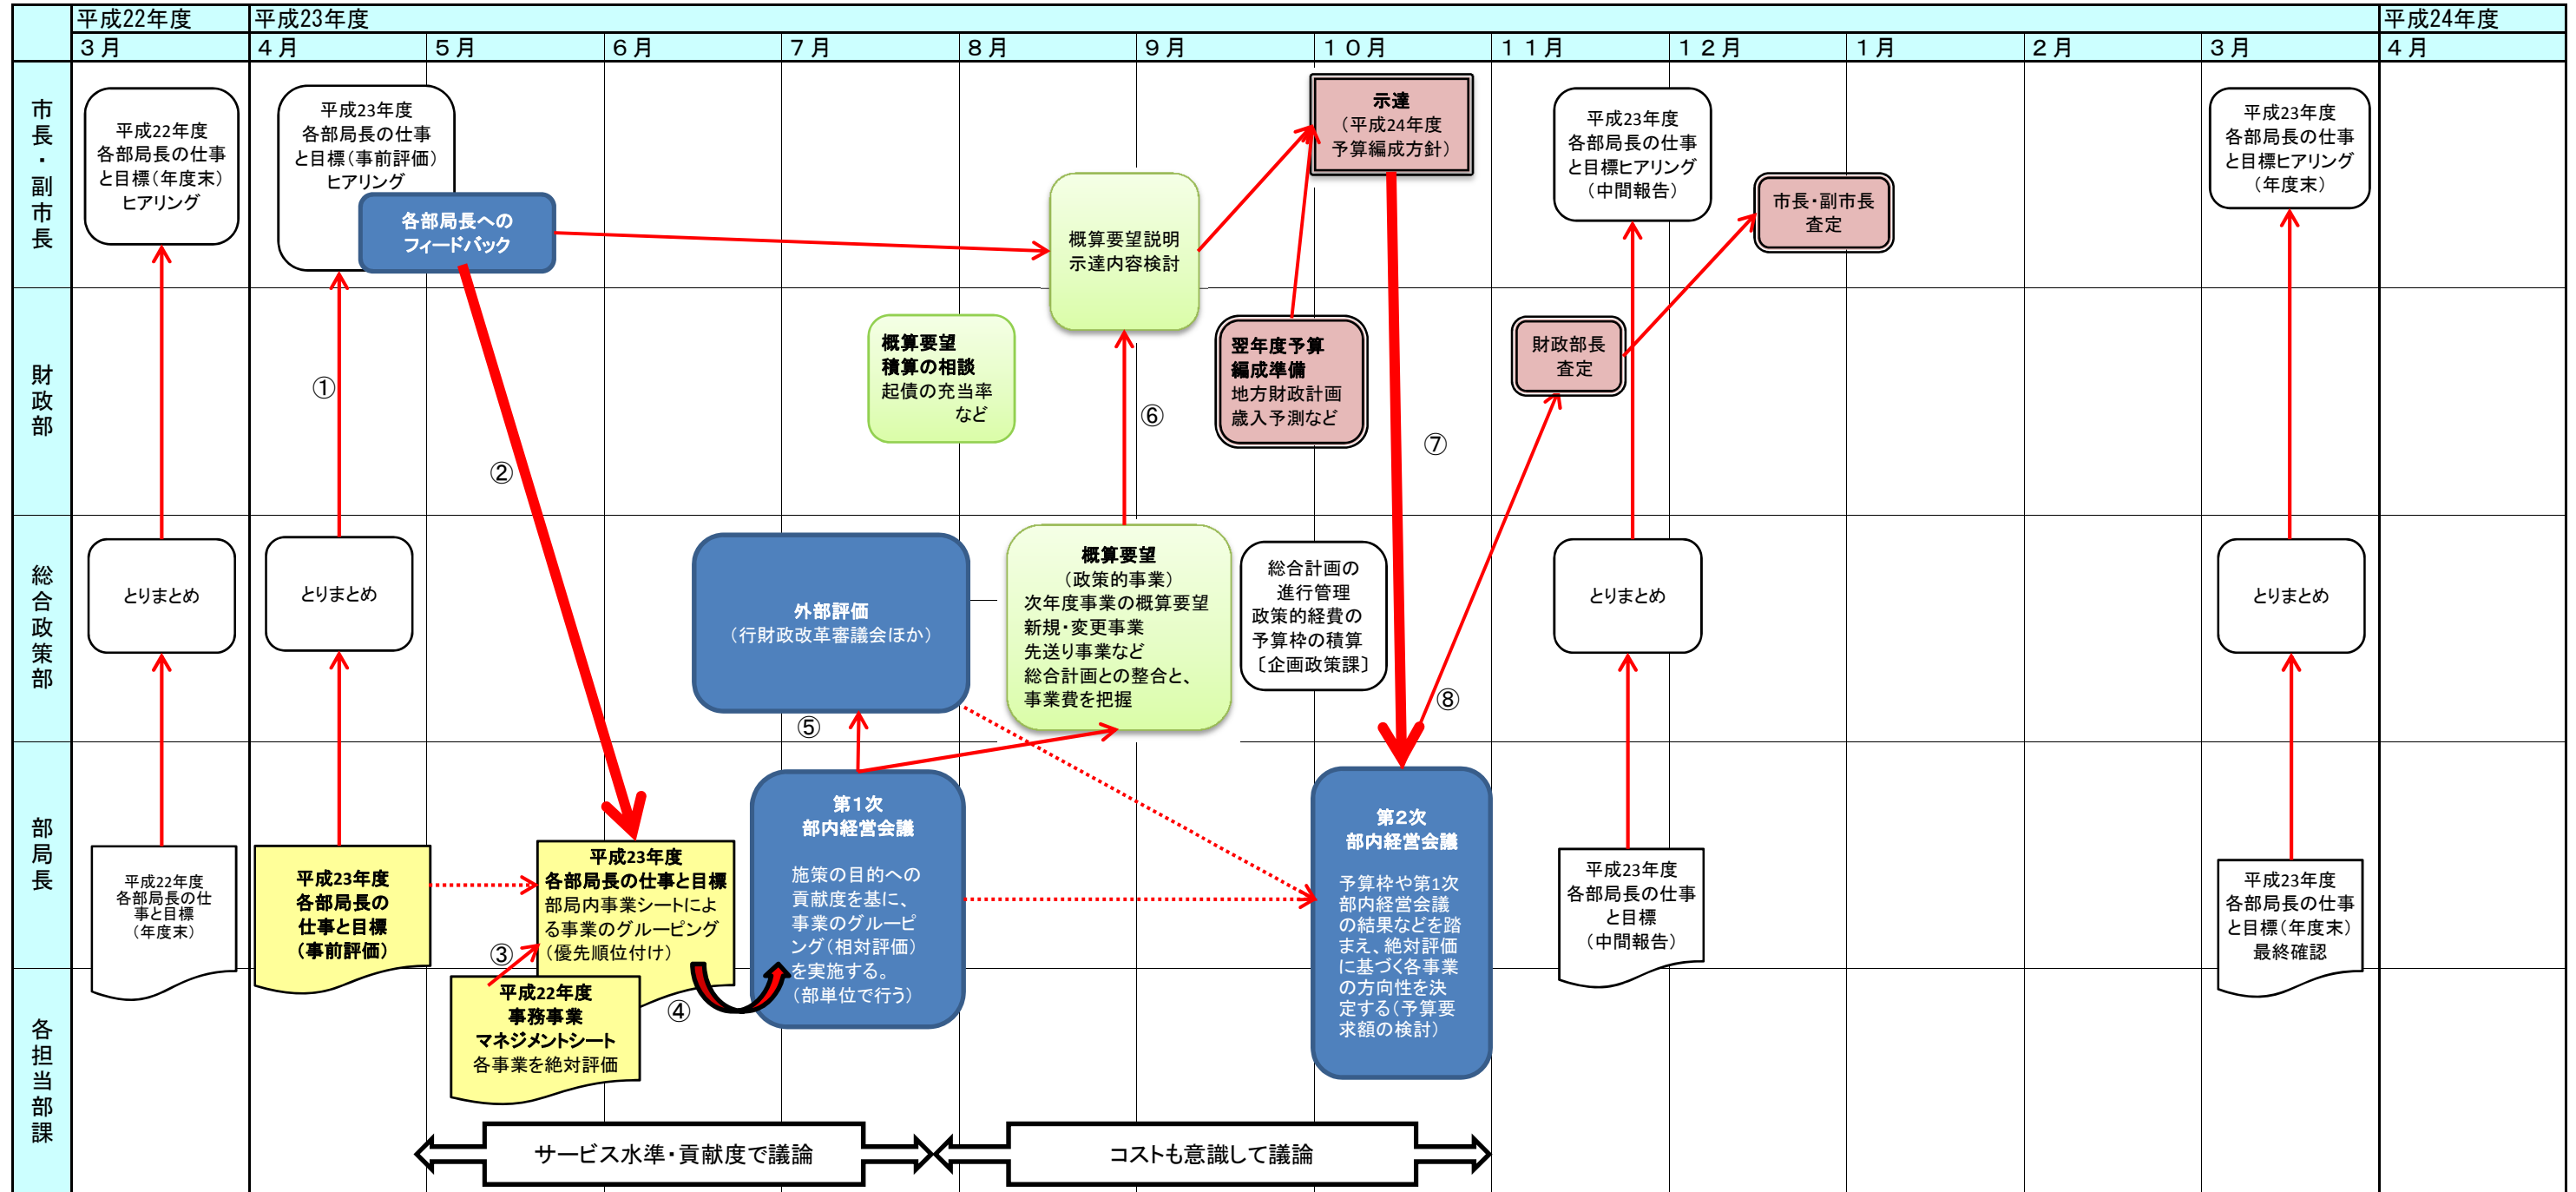 平成22年度
平成23年度
平成24年度
3月
4月
5月
6月
7月
8月
9月
10月
11月
12月
1月
2月
3月
4月
市長・副市長
平成22年度
各部局長の仕事
と目標(年度末)
ヒアリング
平成23年度
各部局長の仕事
と目標(事前評価)
ヒアリング
各部局長への
フィードバック
概算要望説明
示達内容検討
示達
(平成24年度
予算編成方針)
平成23年度
各部局長の仕事
と目標ヒアリング
(中間報告)
市長・副市長
査定
平成23年度
各部局長の仕事
と目標ヒアリング
(年度末)
財政部
①
②
概算要望
積算の相談
起債の充当率
など
⑥
翌年度予算
編成準備
地方財政計画
歳入予測など
⑦
財政部長
査定
総合政策部
とりまとめ
とりまとめ
外部評価
(行財政改革審議会ほか)
⑤
概算要望
(政策的事業)
次年度事業の概算要望
新規・変更事業
先送り事業など
総合計画との整合と、
事業費を把握
総合計画の
進行管理
政策的経費の
予算枠の積算
〔企画政策課〕
⑧
とりまとめ
とりまとめ
部局長
平成22年度
各部局長の仕
事と目標
(年度末)
平成23年度
各部局長の
仕事と目標
(事前評価)
平成23年度
各部局長の仕事と目標
部局内事業シートによ
る事業のグルーピング
(優先順位付け)
③
第1次
部内経営会議
施策の目的への
貢献度を基に、
事業のグルーピ
ング(相対評価)
を実施する。
(部単位で行う)
第2次
部内経営会議
予算枠や第1次
部内経営会議
の結果などを踏
まえ、絶対評価
に基づく各事業
の方向性を決
定する(予算要
求額の検討)
平成23年度
各部局長の仕事
と目標
(中間報告)
平成23年度
各部局長の仕事
と目標(年度末)
最終確認
各担当部課
平成22年度
事務事業
マネジメントシート
各事業を絶対評価
④
サービス水準・貢献度で議論
コストも意識して議論